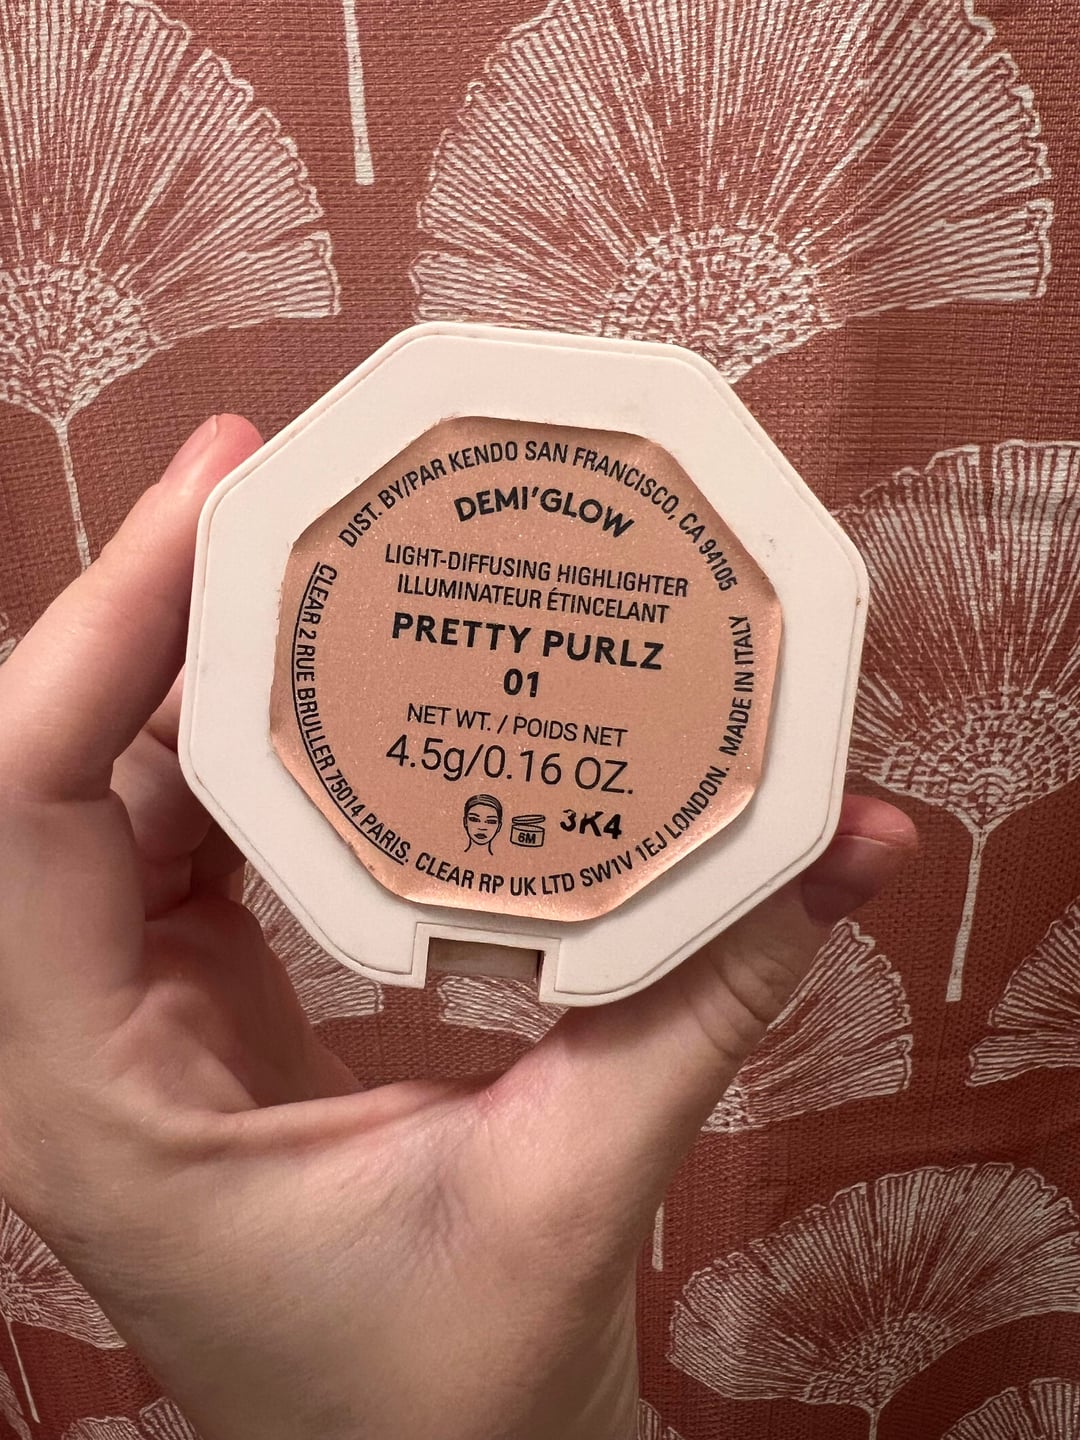 DIST. BY/PAR KENDO SAN FRANCISCO, CA 94105
DEMI'GLOW
LIGHT-DIFFUSING HIGHLIGHTER
ILLUMINATEUR ÉTINCELANT
PRETTY PURLZ
01
NET WT. / POIDS NET
4.5g/0.16 OZ.
6M 3K4
CLEAR 2 RUE BRULLER 75014 PARIS. CLEAR RP UK LTD SW1V 1EJ LONDON. MADE IN ITALY